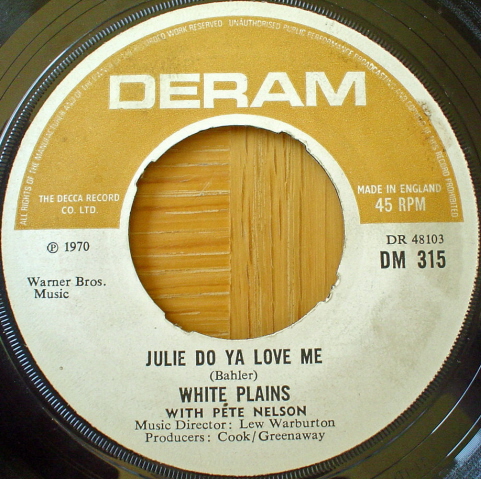 ALL RIGHTS OF THE MANUFACTURER AND OF THE OWNER OF THE RECORDED WORK RESERVED UNAUTHORISED PUBLIC PERFORMANCE BROADCASTING AND COPYING OF THIS RECORD PROHIBITED
DERAM
THE DECCA RECORD
CO. LTD.
MADE IN ENGLAND
45 RPM
℗ 1970
DR 48103
DM 315
Warner Bros.
Music
JULIE DO YA LOVE ME
(Bahler)
WHITE PLAINS
WITH PETE NELSON
Music Director: Lew Warburton
Producers: Cook/Greenaway